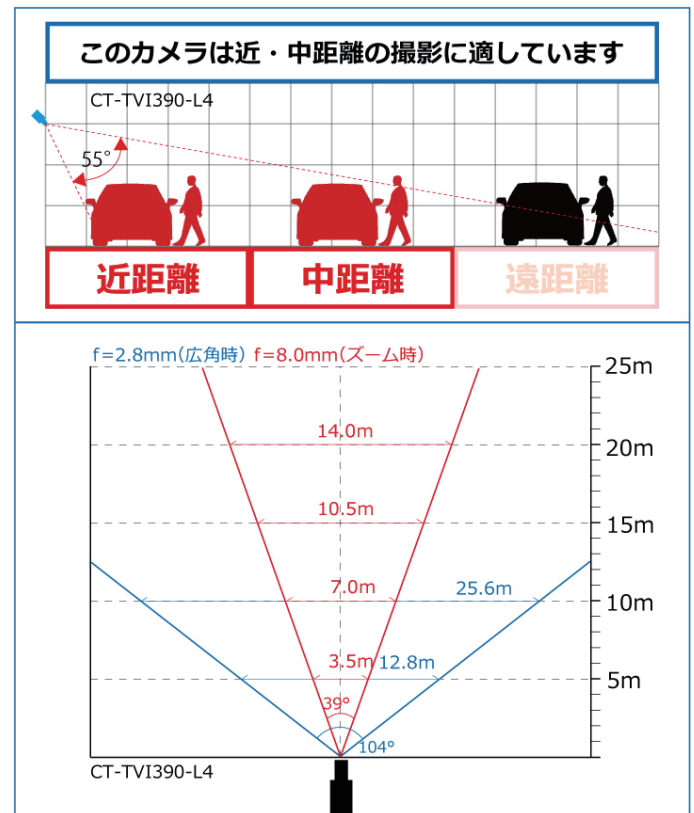 このカメラは近・中距離の撮影に適しています
CT-TVI390-L4
55°
近距離
中距離
遠距離
f=2.8mm(広角時) f=8.0mm(ズーム時)
25m
14.0m
20m
10.5m
15m
7.0m
25.6m
10m
3.5m
12.8m
5m
39°
104°
CT-TVI390-L4